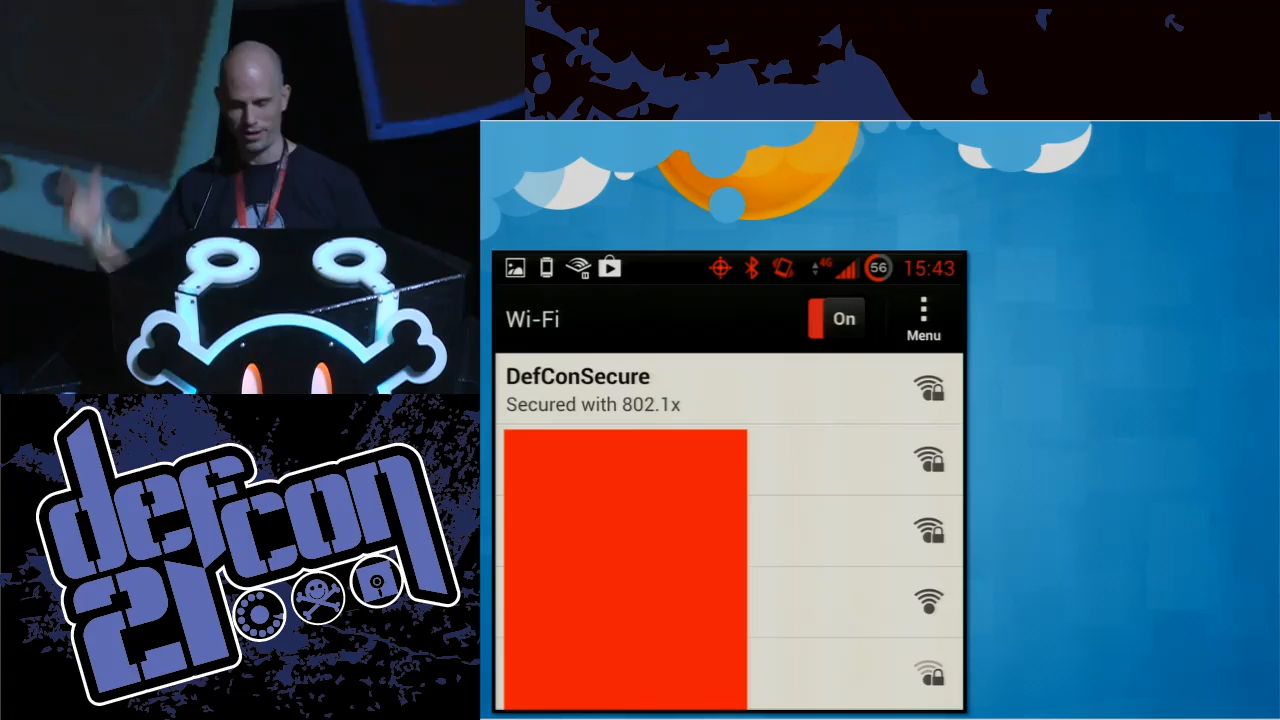 56
4G
15:43
Wi-Fi
On
Menu
DefConSecure
Secured with 802.1x
defcon
21